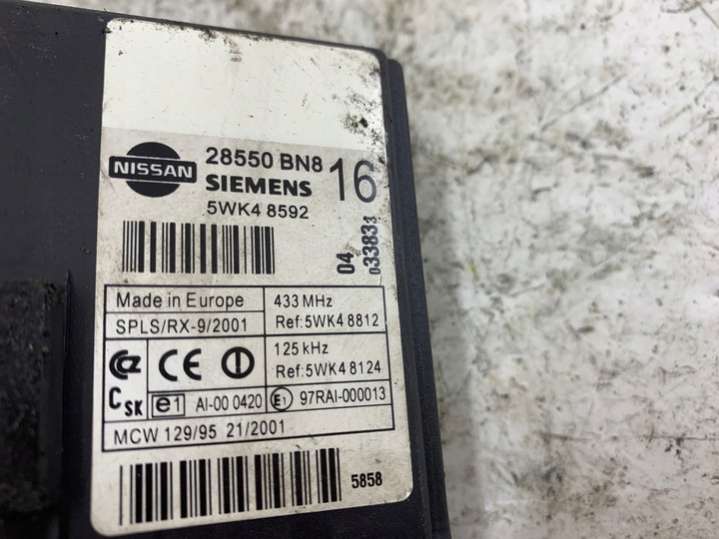 NISSAN
28550 BN8
16
SIEMENS
5WK4 8592
04
033833
Made in Europe
433 MHz
SPLS/RX-9/2001
Ref:5WK4 8812
125 kHz
Ref:5WK4 8124
CE
CSK
e1
AI-00 0420
E1
97RAI-000013
MCW 129/95 21/2001
5858